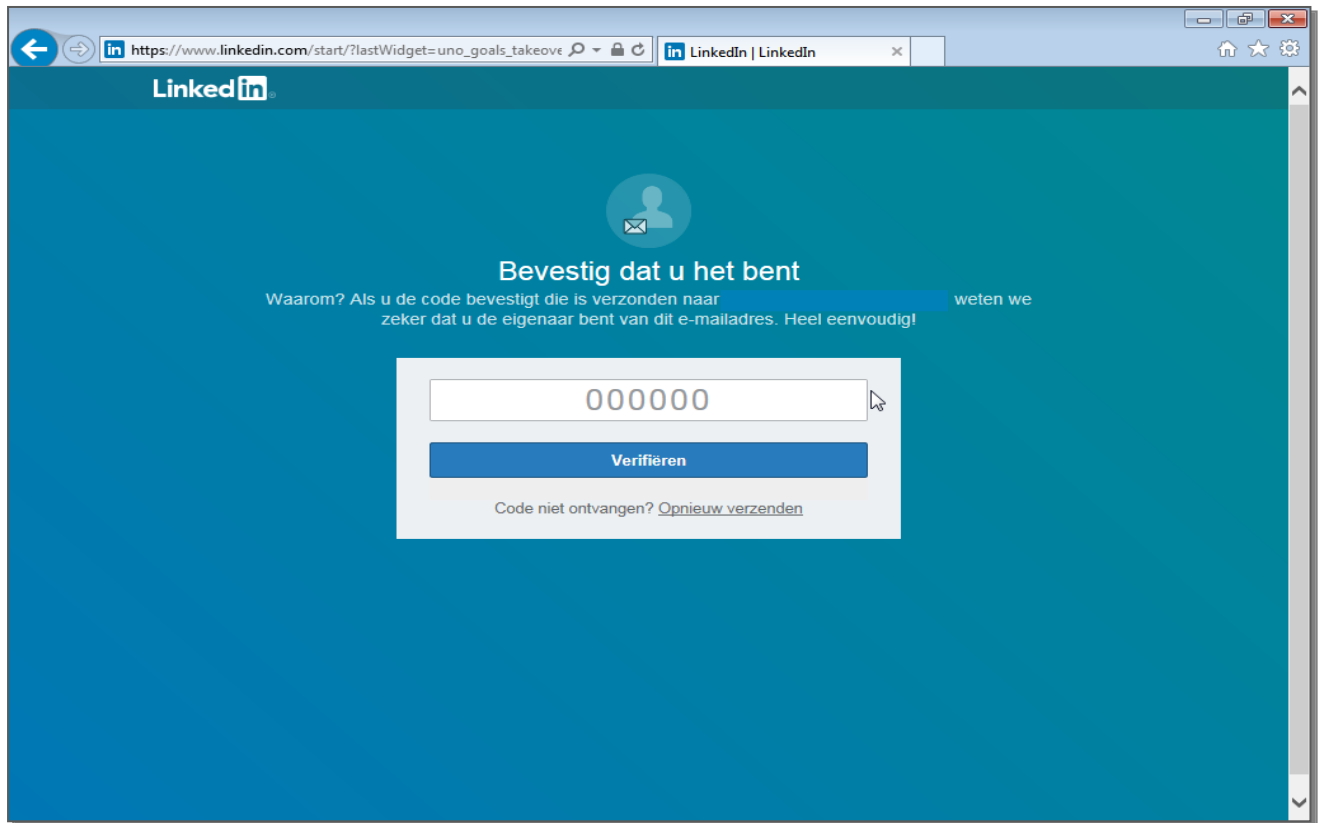 https://www.linkedin.com/start/?lastWidget=uno_goals_takeove
LinkedIn | LinkedIn
Linked in
Bevestig dat u het bent
Waarom? Als u de code bevestigt die is verzonden naar weten we
zeker dat u de eigenaar bent van dit e-mailadres. Heel eenvoudig!
000000
Verifiëren
Code niet ontvangen? Opnieuw verzenden